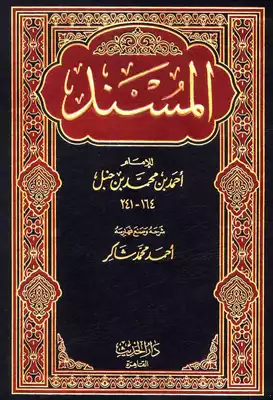 المسند
للإمام
أحمد بن محمد بن حنبل
١٦٤ - ٢٤١
شرحه وصنع فهارسه
أحمد محمد شاكر
دار الحديث
القاهرة